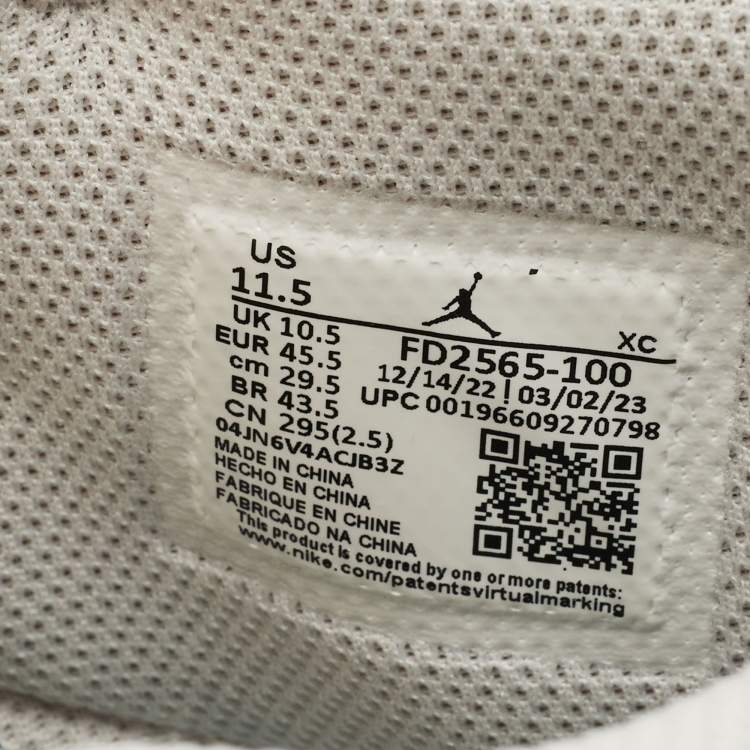 US
11.5
XC
UK 10.5
EUR 45.5
cm 29.5
BR 43.5
CN 295(2.5)
FD2565-100
12/14/22 | 03/02/23
UPC 00196609270798
04JN6V4ACJB3Z
MADE IN CHINA
HECHO EN CHINA
FABRIQUE EN CHINE
FABRICADO NA CHINA
This product is covered by one or more patents:
www.nike.com/patentsvirtualmarking